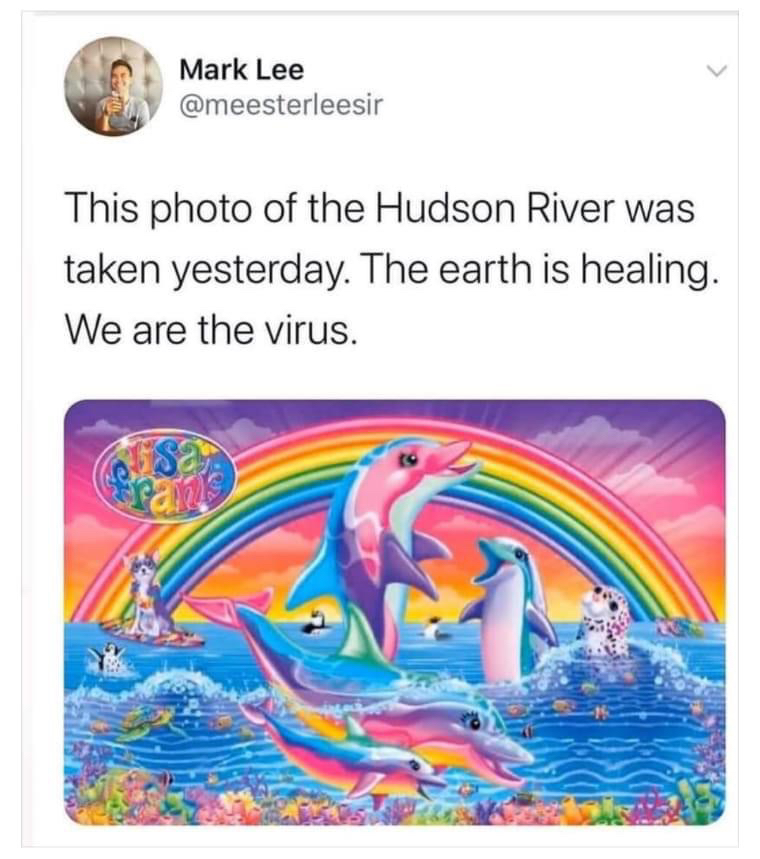 Mark Lee
@meesterleesir
This photo of the Hudson River was
taken yesterday. The earth is healing.
We are the virus.
lisa
frank